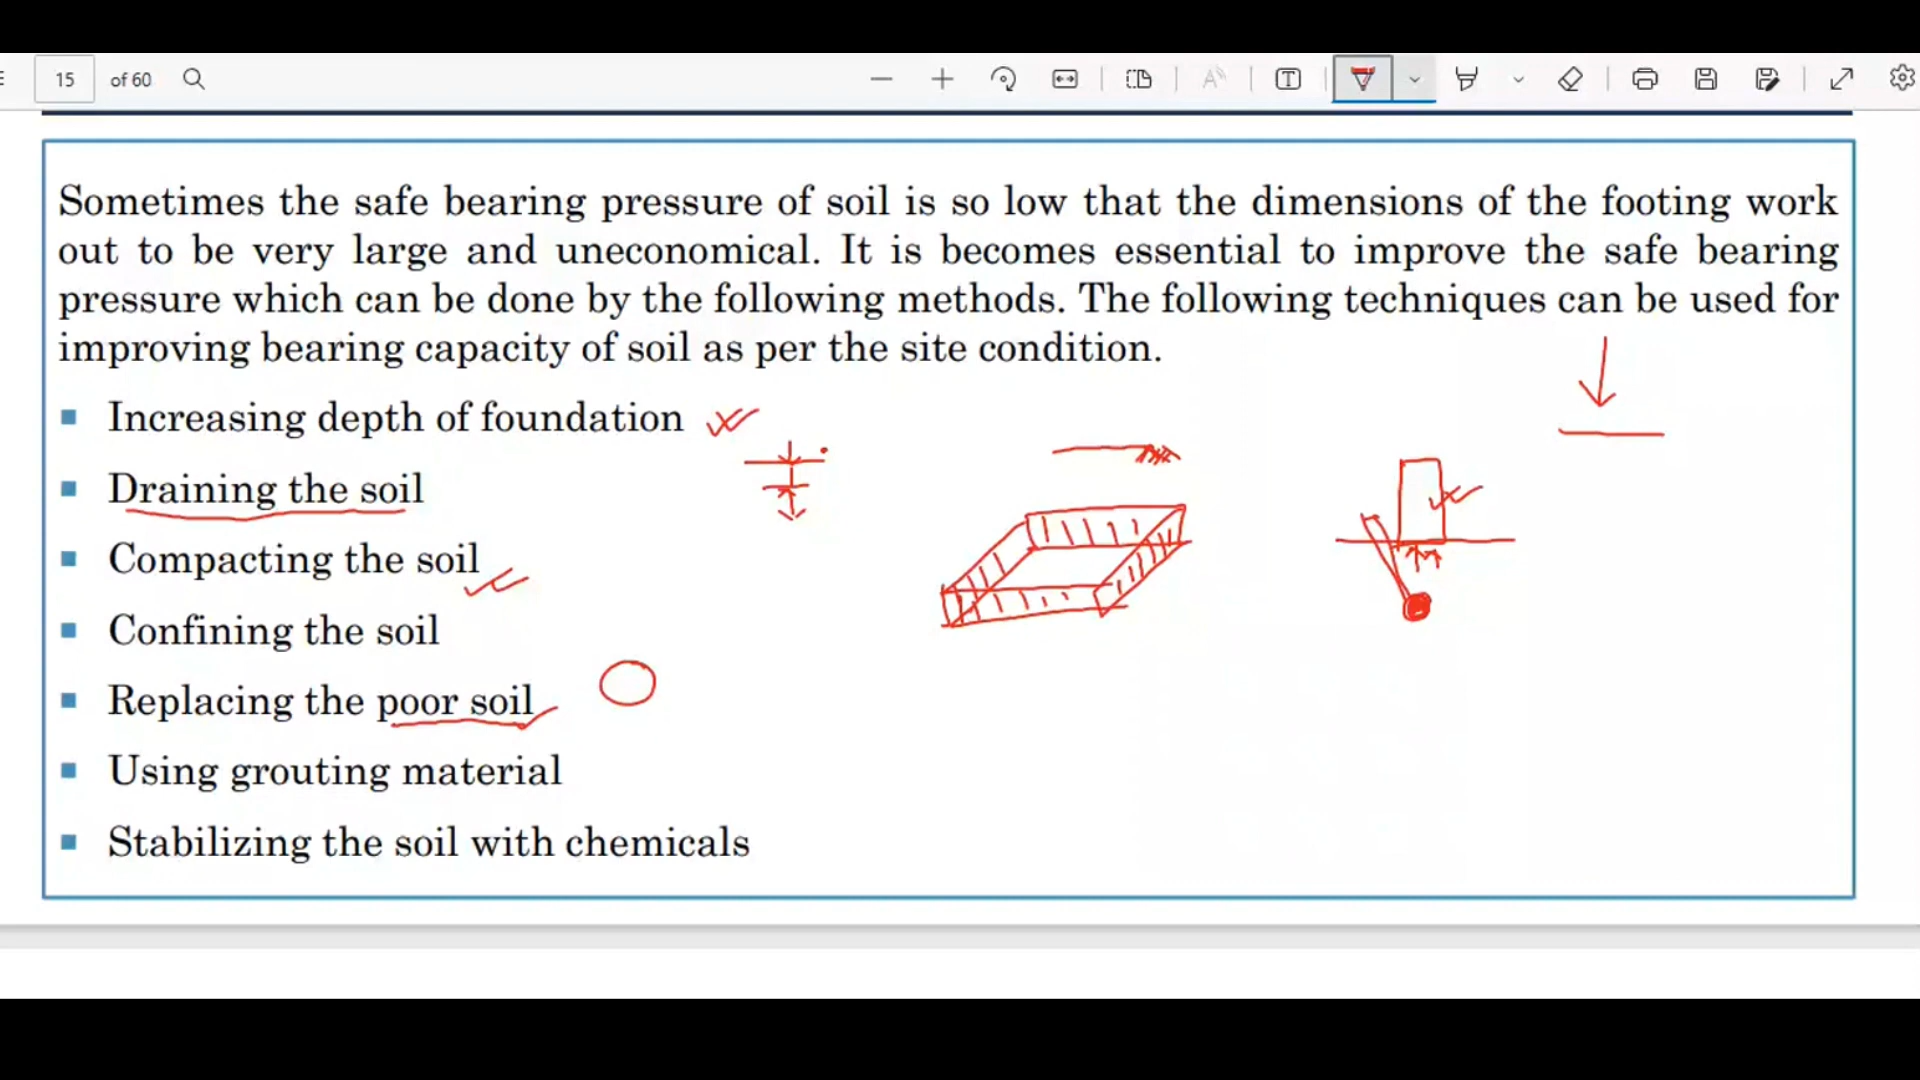 15 of 60
Sometimes the safe bearing pressure of soil is so low that the dimensions of the footing work
out to be very large and uneconomical. It is becomes essential to improve the safe bearing
pressure which can be done by the following methods. The following techniques can be used for
improving bearing capacity of soil as per the site condition.
Increasing depth of foundation
Draining the soil
Compacting the soil
Confining the soil
Replacing the poor soil
Using grouting material
Stabilizing the soil with chemicals